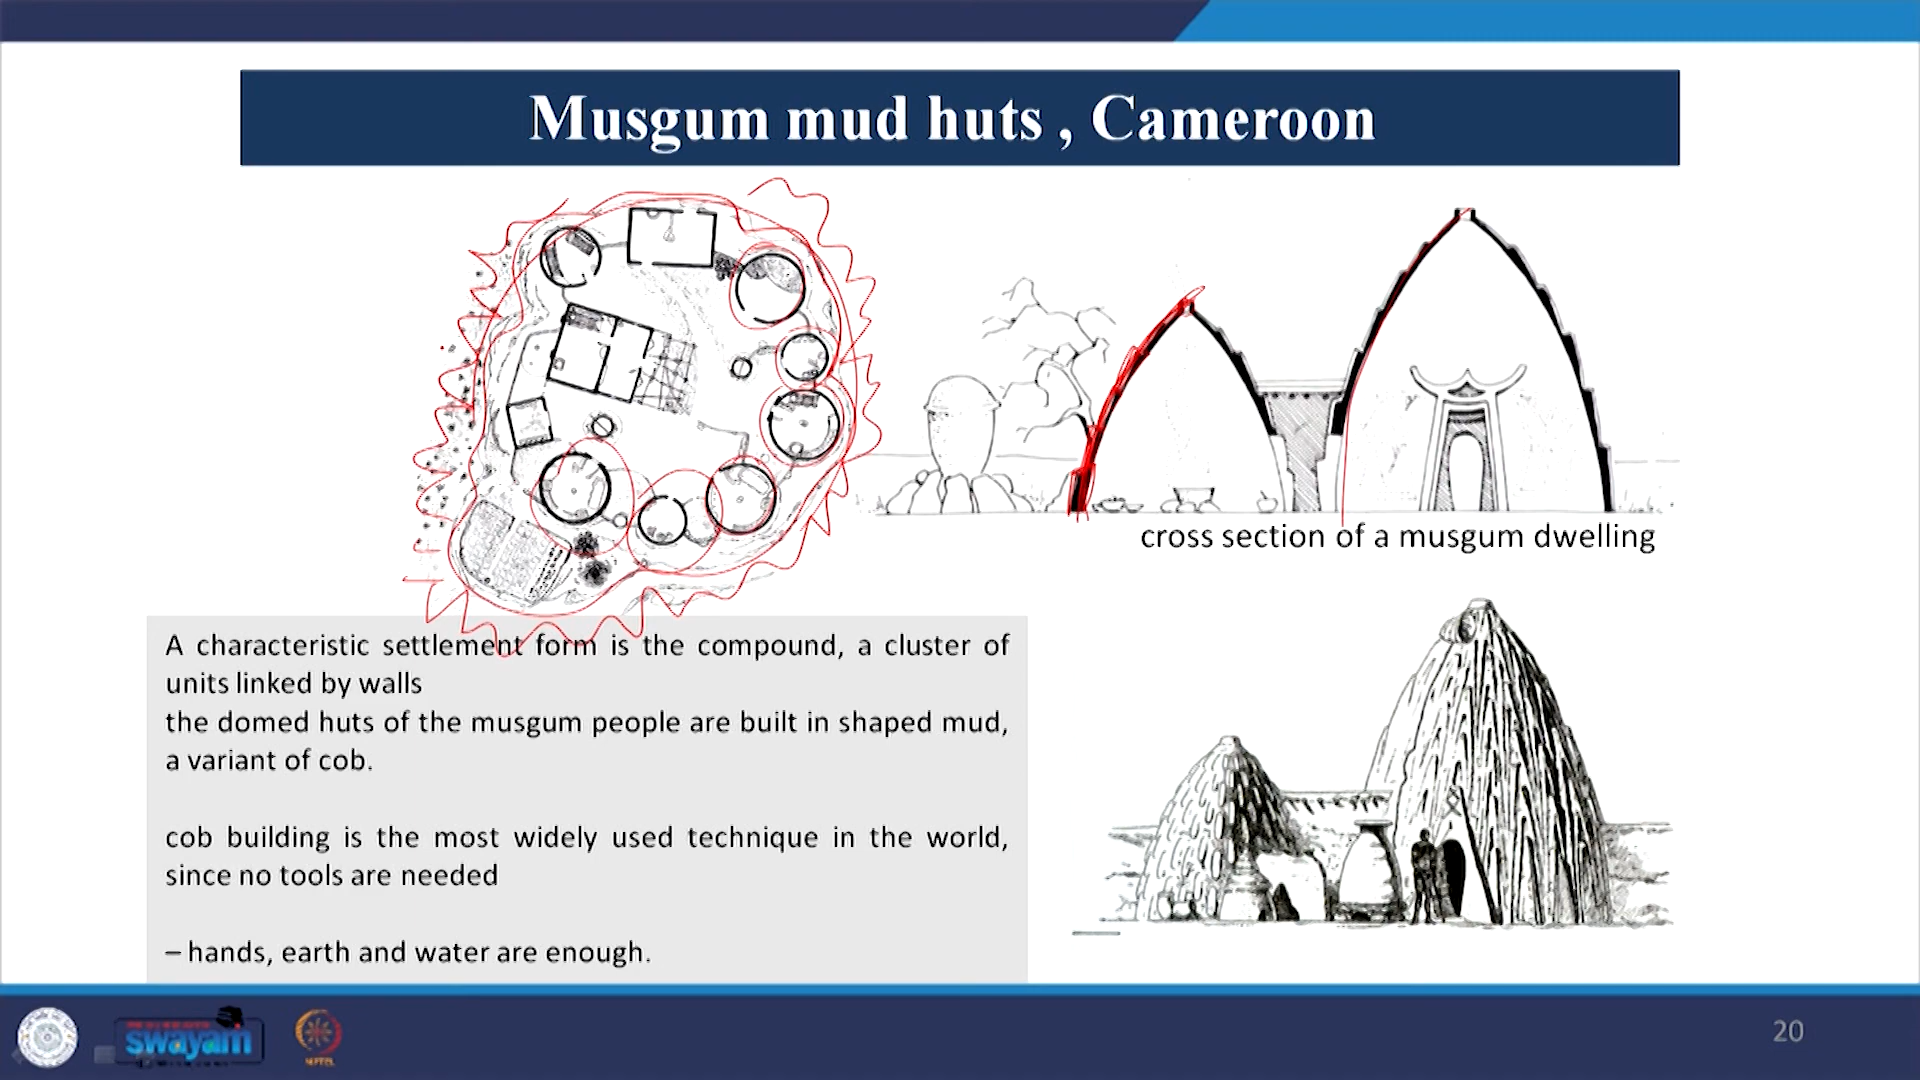 Musgum mud huts , Cameroon
cross section of a musgum dwelling
A characteristic settlement form is the compound, a cluster of
units linked by walls
the domed huts of the musgum people are built in shaped mud,
a variant of cob.
cob building is the most widely used technique in the world,
since no tools are needed
– hands, earth and water are enough.
swayam
20